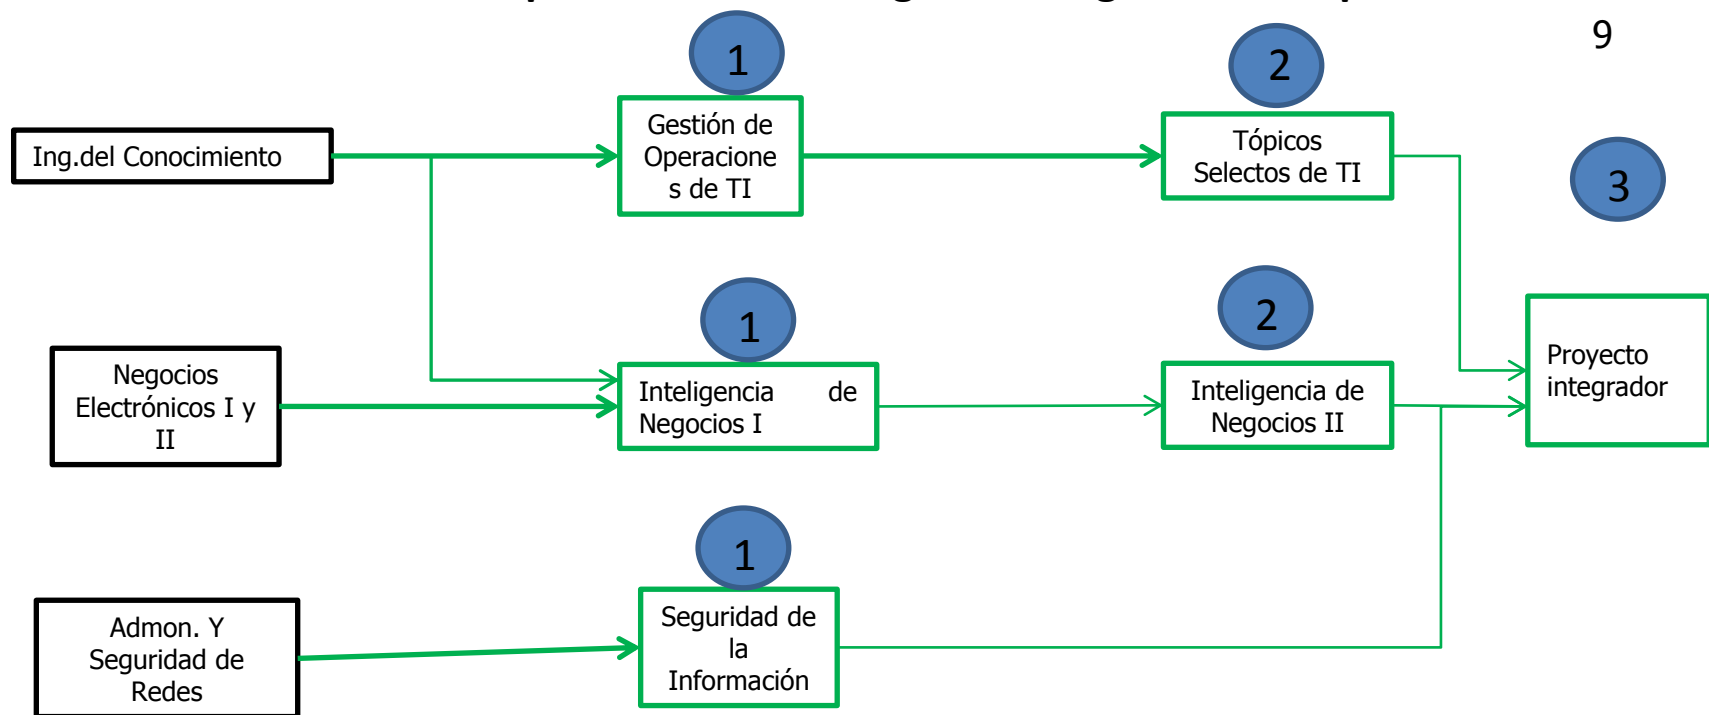 9
1
2
Gestión de
Operacione
s de TI
Tópicos
Selectos de TI
Ing.del Conocimiento
3
1
2
Negocios
Electrónicos I y
II
Inteligencia de
Negocios I
Inteligencia de
Negocios II
Proyecto
integrador
1
Admon. Y
Seguridad de
Redes
Seguridad de
la
Información